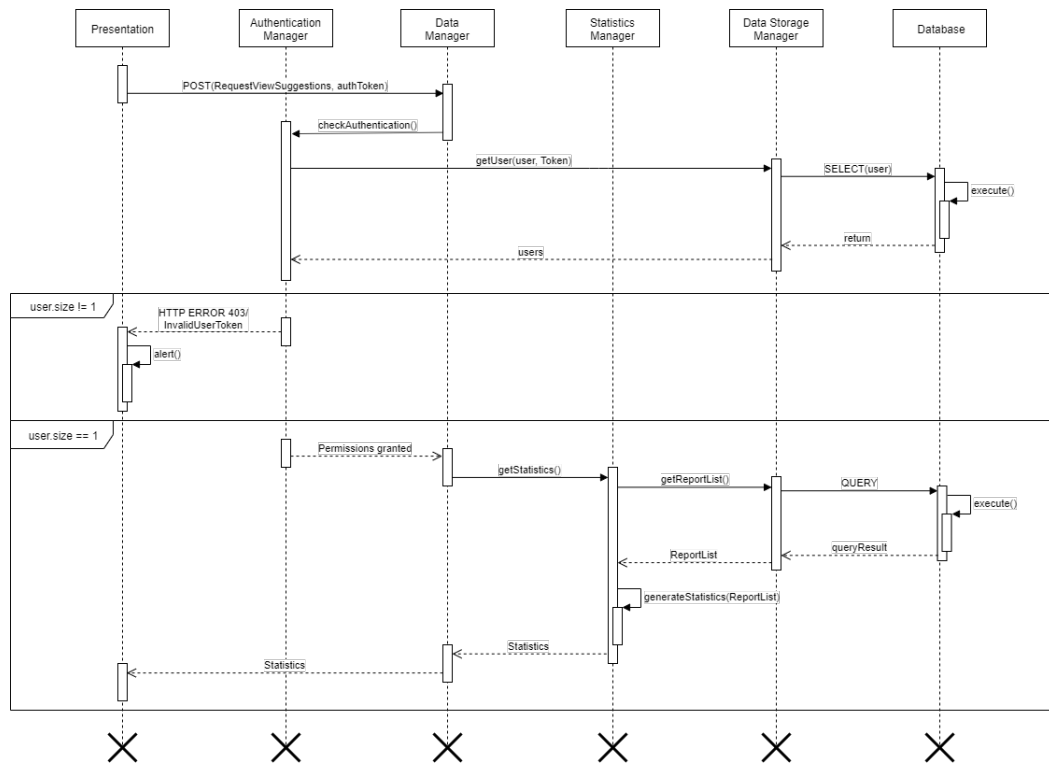 Presentation
Authentication
Manager
Data
Manager
Statistics
Manager
Data Storage
Manager
Database
POST(RequestViewSuggestions, authToken)
checkAuthentication()
getUser(user, Token)
SELECT(user)
execute()
return
users
user.size != 1
HTTP ERROR 403/
InvalidUserToken
alert()
user.size == 1
Permissions granted
getStatistics()
getReportList()
QUERY
execute()
queryResult
ReportList
generateStatistics(ReportList)
Statistics
Statistics